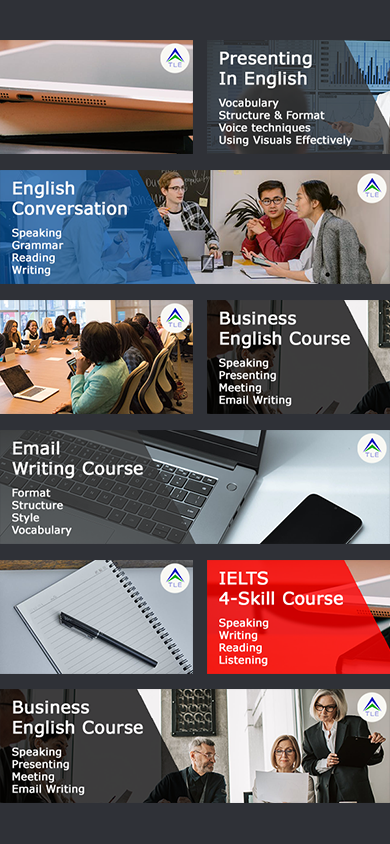 TLE
Presenting
In English
Vocabulary
Structure & Format
Voice techniques
Using Visuals Effectively
English
Conversation
Speaking
Grammar
Reading
Writing
TLE
TLE
Business
English Course
Speaking
Presenting
Meeting
Email Writing
Email
Writing Course
Format
Structure
Style
Vocabulary
TLE
TLE
IELTS
4-Skill Course
Speaking
Writing
Reading
Listening
Business
English Course
Speaking
Presenting
Meeting
Email Writing
TLE